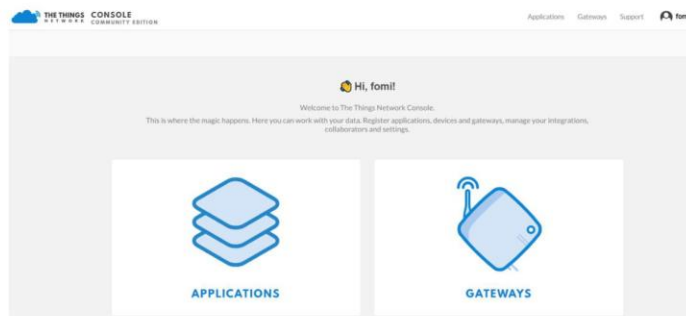 THE THINGS NETWORK CONSOLE COMMUNITY EDITION
Applications Gateways Support fom
Hi, fomi!
Welcome to The Things Network Console.
This is where the magic happens. Here you can work with your data. Register applications, devices and gateways, manage your integrations,
collaborators and settings.
APPLICATIONS
GATEWAYS